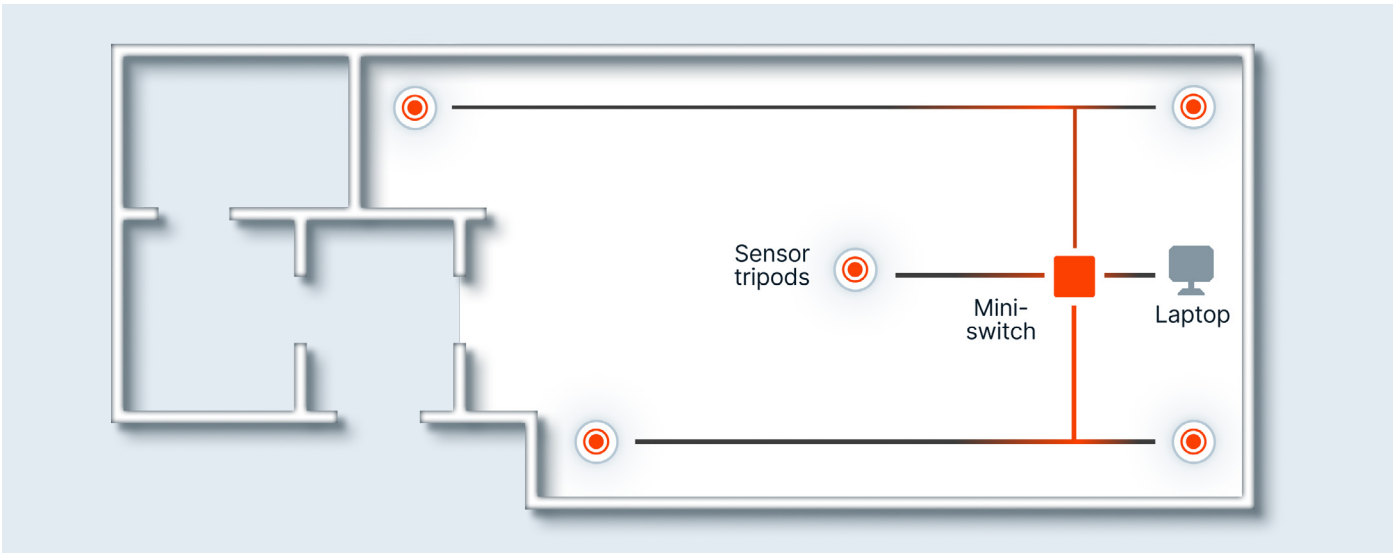 Sensor
tripods
Mini-
switch
Laptop